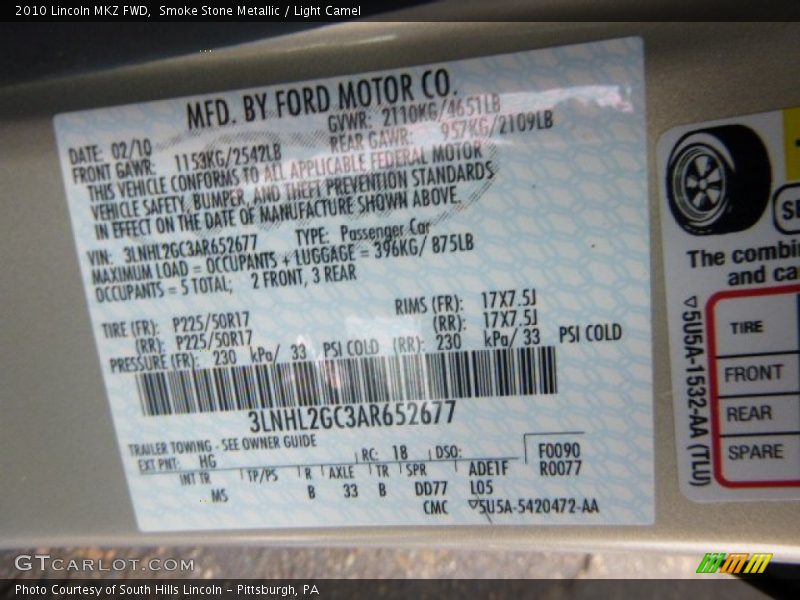 2010 Lincoln MKZ FWD,  Smoke Stone Metallic / Light Camel
MFD. BY FORD MOTOR CO.
DATE: 02/10 GVWR: 2110KG/4651LB
FRONT GAWR: 1153KG/2542LB REAR GAWR: 957KG/2109LB
THIS VEHICLE CONFORMS TO ALL APPLICABLE FEDERAL MOTOR
VEHICLE SAFETY, BUMPER, AND THEFT PREVENTION STANDARDS
IN EFFECT ON THE DATE OF MANUFACTURE SHOWN ABOVE.
VIN: 3LNHL2GC3AR652677 TYPE: Passenger Car
MAXIMUM LOAD = OCCUPANTS + LUGGAGE = 396KG/ 875LB
OCCUPANTS = 5 TOTAL; 2 FRONT, 3 REAR
TIRE (FR): P225/50R17 RIMS (FR): 17X7.5J
(RR): P225/50R17 (RR): 17X7.5J
PRESSURE (FR): 230 kPa/ 33 PSI COLD (RR): 230 kPa/ 33 PSI COLD
3LNHL2GC3AR652677
TRAILER TOWING - SEE OWNER GUIDE
EXT PNT: HG RC: 18 DSO: F0090
R0077
INT TR TP/PS R AXLE TR SPR ADE1F
MS B 33 B DD77 L05
CMC ▽5U5A-5420472-AA
The combin
and ca
TIRE
FRONT
REAR
SPARE
▽5U5A-1532-AA (TLU)
GTCARLOT.COM
Photo Courtesy of South Hills Lincoln - Pittsburgh, PA